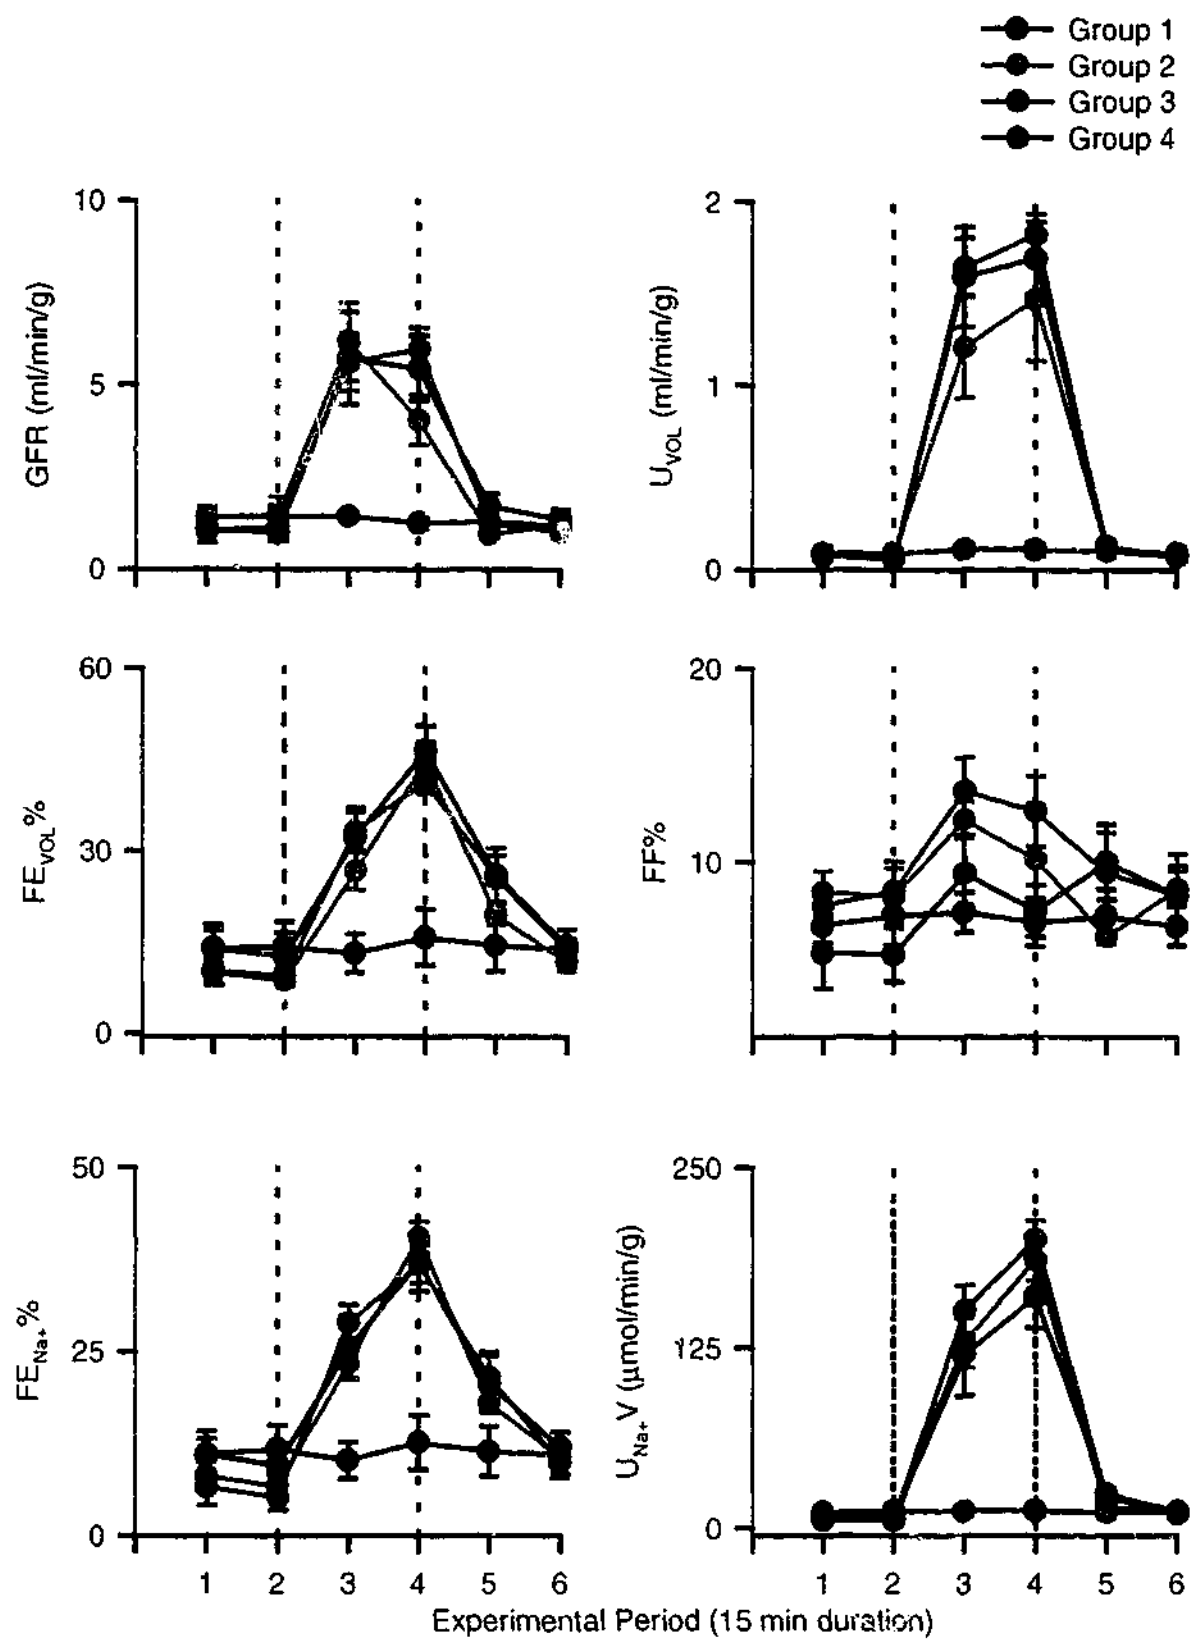 Group 1
Group 2
Group 3
Group 4
GFR (ml/min/g)
10
5
0
U_VOL (ml/min/g)
2
1
0
FE_VOL%
60
30
0
FF%
20
10
FE_Na+%
50
25
0
1 2 3 4 5 6
U_Na+ V (µmol/min/g)
250
125
0
1 2 3 4 5 6
Experimental Period (15 min duration)